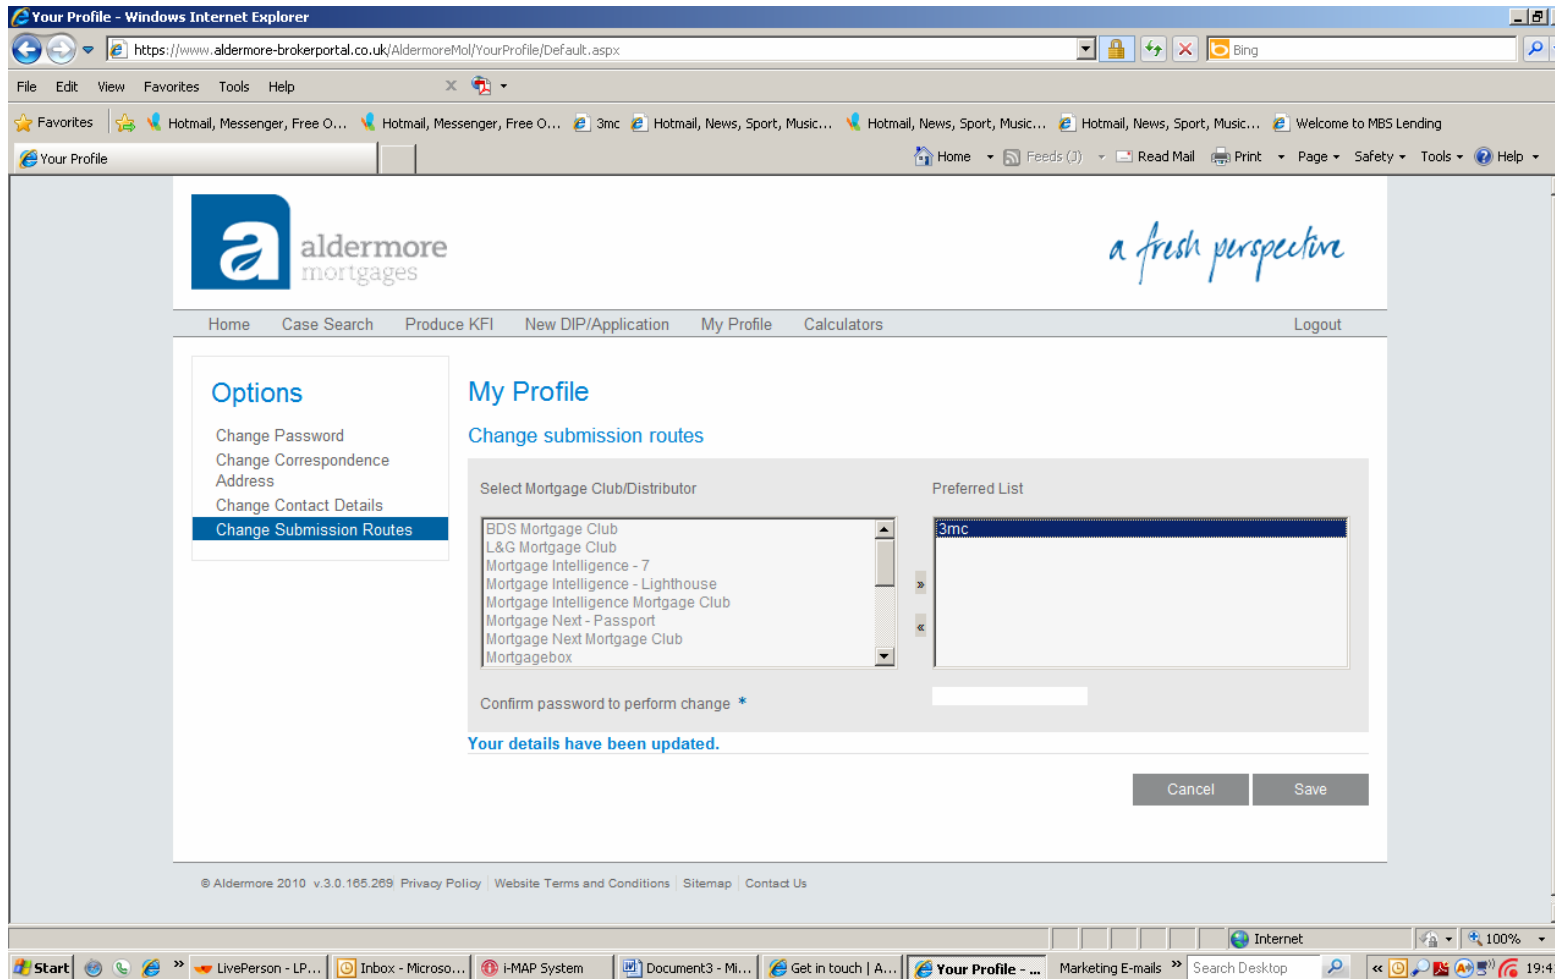 Your Profile - Windows Internet Explorer
https://www.aldermore-brokerportal.co.uk/AldermoreMol/YourProfile/Default.aspx
Bing
File Edit View Favorites Tools Help
Favorites Hotmail, Messenger, Free O... Hotmail, Messenger, Free O... 3mc Hotmail, News, Sport, Music... Hotmail, News, Sport, Music... Hotmail, News, Sport, Music... Welcome to MBS Lending
Your Profile Home Feeds (J) Read Mail Print Page Safety Tools Help
a aldermore
mortgages
a fresh perspective
Home Case Search Produce KFI New DIP/Application My Profile Calculators Logout
Options
Change Password
Change Correspondence
Address
Change Contact Details
Change Submission Routes
My Profile
Change submission routes
Select Mortgage Club/Distributor Preferred List
BDS Mortgage Club
L&G Mortgage Club
Mortgage Intelligence - 7
Mortgage Intelligence - Lighthouse
Mortgage Intelligence Mortgage Club
Mortgage Next - Passport
Mortgage Next Mortgage Club
Mortgagebox
3mc
»
«
Confirm password to perform change *
Your details have been updated.
Cancel Save
© Aldermore 2010 v.3.0.165.269 Privacy Policy Website Terms and Conditions Sitemap Contact Us
Internet 100%
Start » LivePerson - LP... Inbox - Microso... i-MAP System Document3 - Mi... Get in touch | A... Your Profile - ... Marketing E-mails » Search Desktop « 19:4